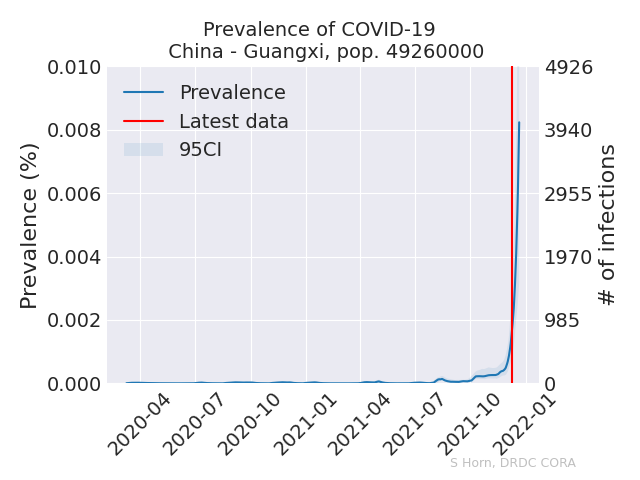 Prevalence of COVID-19
China - Guangxi, pop. 49260000
0.010
0.008
0.006
0.004
0.002
0.000
Prevalence (%)
Prevalence
Latest data
95CI
4926
3940
2955
1970
985
0
# of infections
2020-04
2020-07
2020-10
2021-01
2021-04
2021-07
2021-10
2022-01
S Horn, DRDC CORA